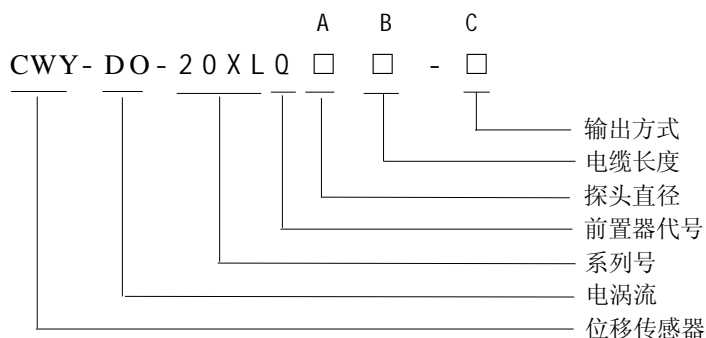 A B C
CWY- DO-20XLQ □ □ - □
输出方式
电缆长度
探头直径
前置器代号
系列号
电涡流
位移传感器